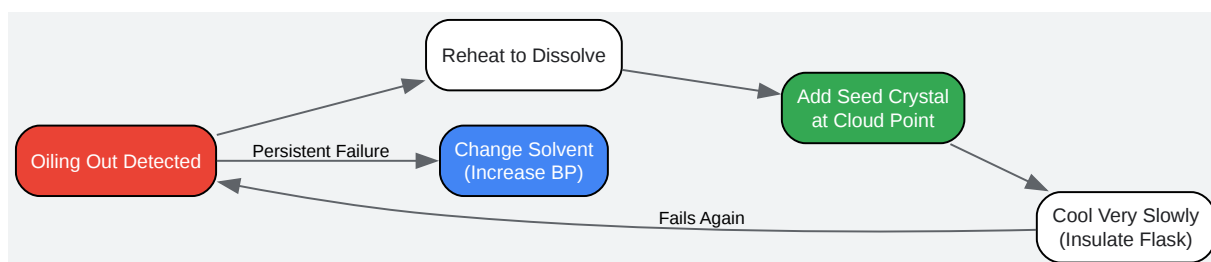 Reheat to Dissolve
Add Seed Crystal
at Cloud Point
Oiling Out Detected
Persistent Failure
Change Solvent
(Increase BP)
Fails Again
Cool Very Slowly
(Insulate Flask)